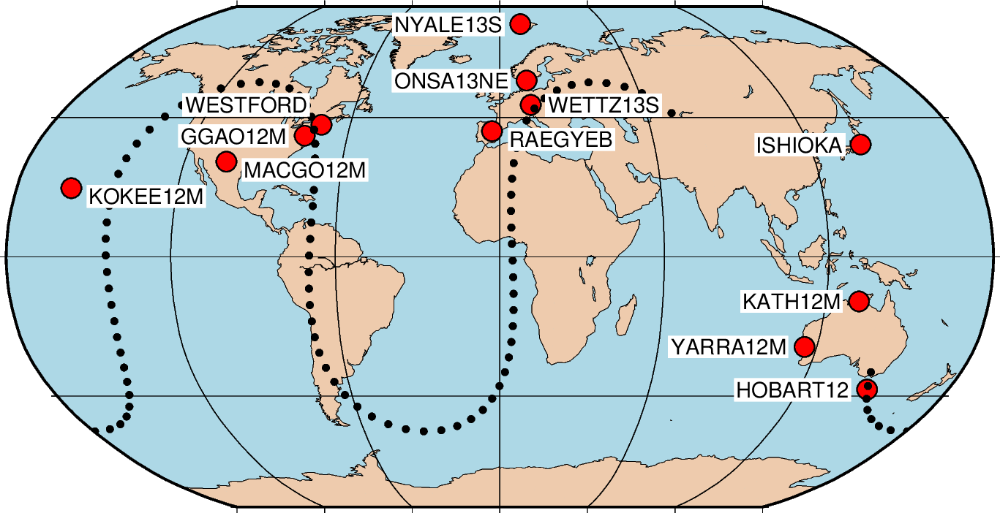 NYALE13S
ONSA13NE
WESTFORD
WETTZ13S
GGAO12M
RAEGYEB
ISHIOKA
MACGO12M
KOKEE12M
KATH12M
YARRA12M
HOBART12